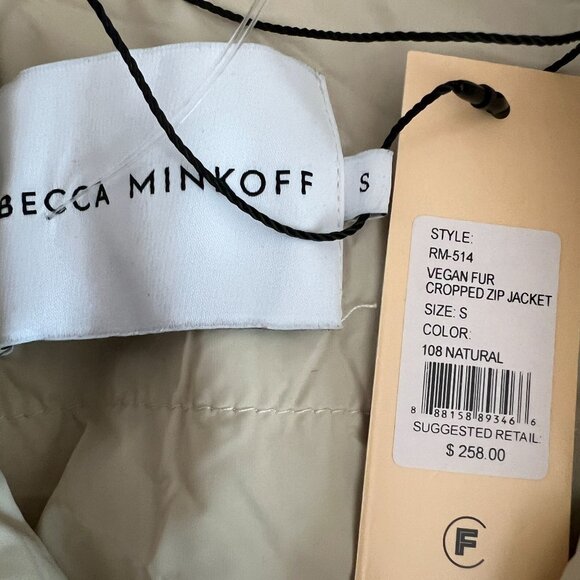 BECCA MINKOFF
S
STYLE:
RM-514
VEGAN FUR
CROPPED ZIP JACKET
SIZE: S
COLOR:
108 NATURAL
8 88158 89346 6
SUGGESTED RETAIL:
$ 258.00
F